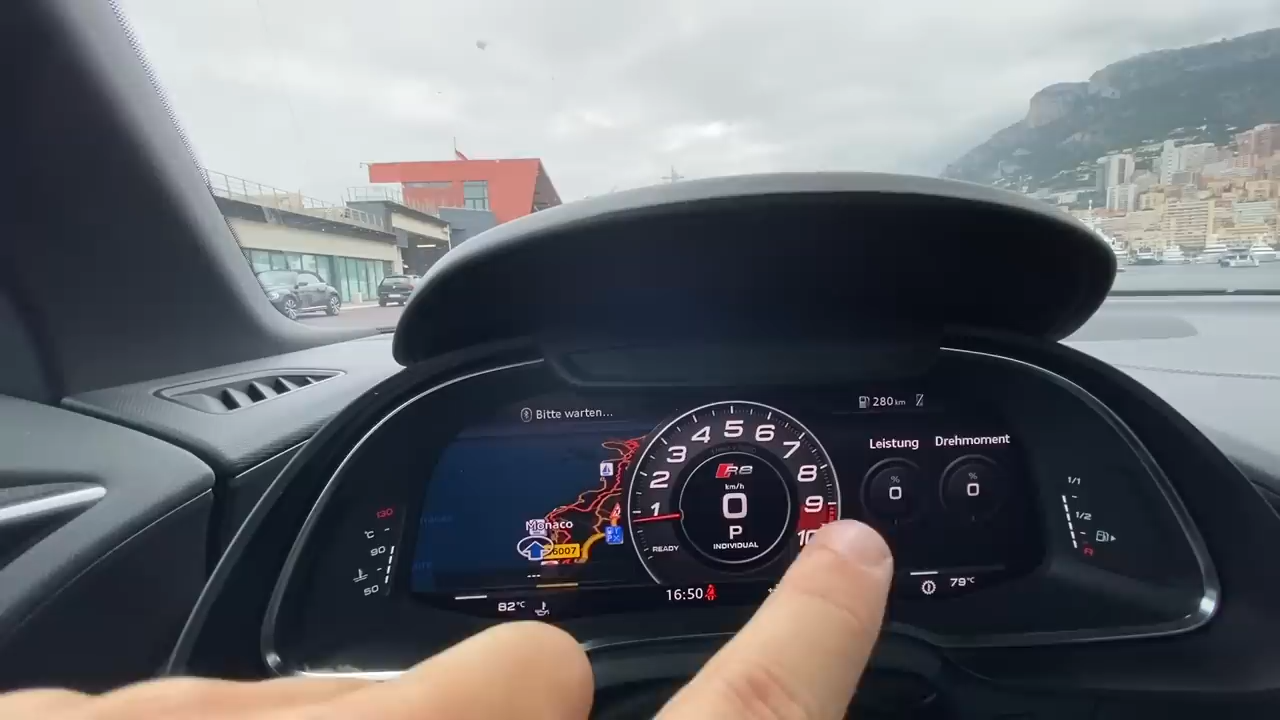 Bitte warten...
280 km
Leistung Drehmoment
% 0
% 0
1 2 3 4 5 6 7 8 9 10
R8
km/h
0
P
INDIVIDUAL
READY
Monaco
6007
130
°C
90
50
1/1
1/2
R
82°C
16:50
79°C